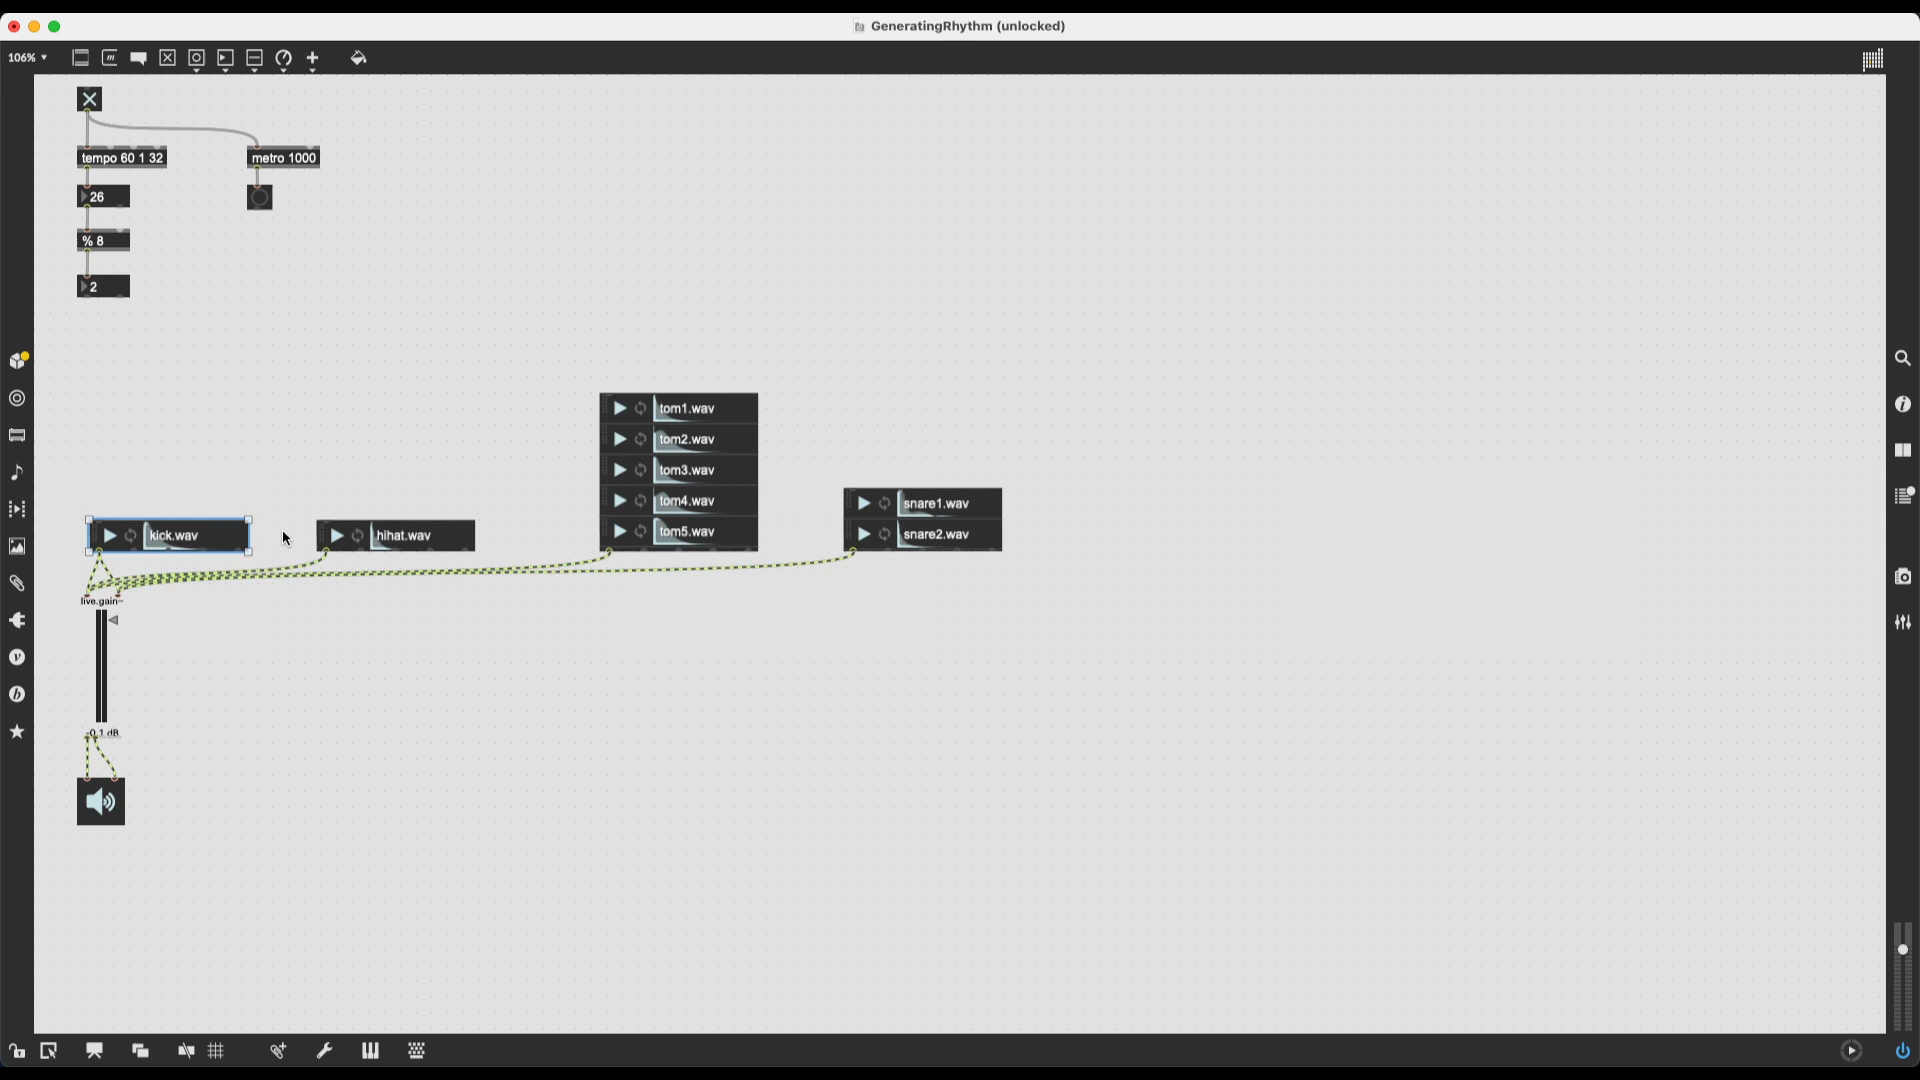 GeneratingRhythm (unlocked)
106%
tempo 60 1 32
metro 1000
26
% 8
2
tom1.wav
tom2.wav
tom3.wav
tom4.wav
tom5.wav
snare1.wav
snare2.wav
kick.wav
hihat.wav
live.gain~
-0.1 dB